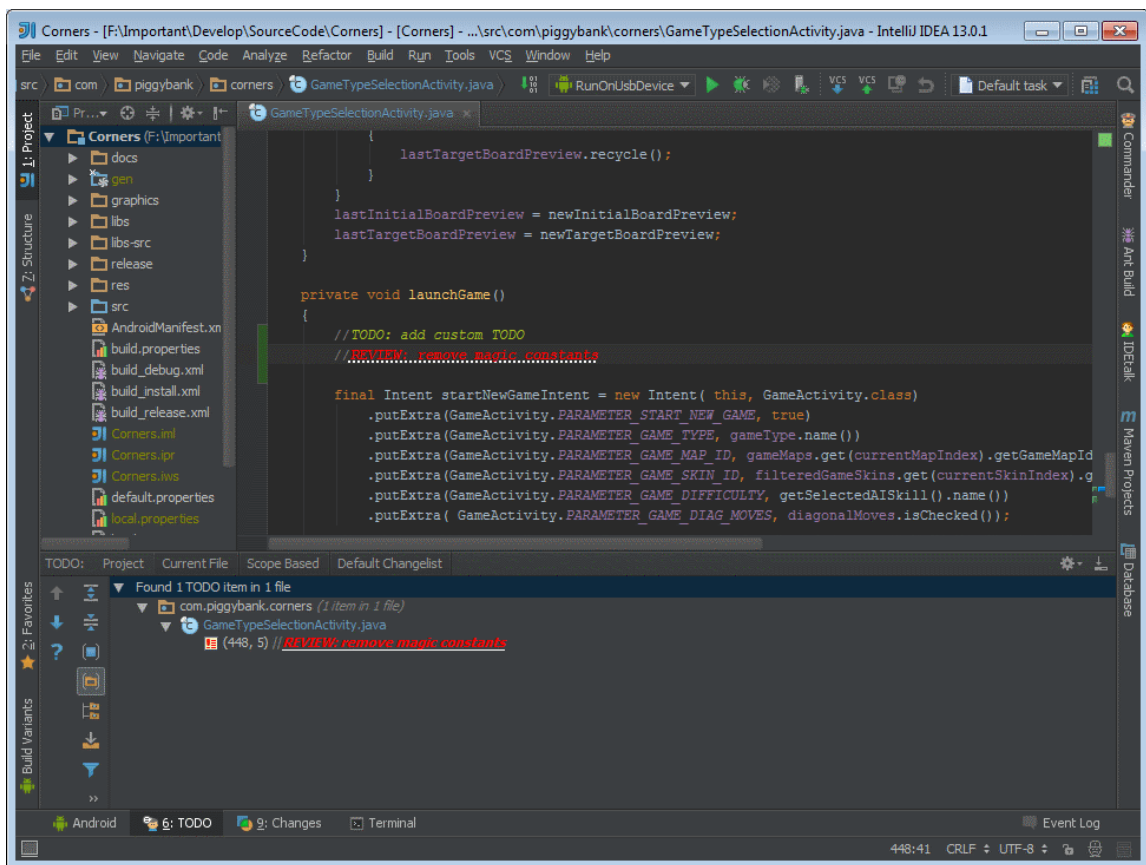 Corners - [F:\Important\Develop\SourceCode\Corners] - [Corners] - ...\src\com\piggybank\corners\GameTypeSelectionActivity.java - IntelliJ IDEA 13.0.1
File Edit View Navigate Code Analyze Refactor Build Run Tools VCS Window Help
src com piggybank corners GameTypeSelectionActivity.java RunOnUsbDevice VCS VCS Default task
Pr... GameTypeSelectionActivity.java
1: Project
Z: Structure
2: Favorites
Build Variants
Corners (F:\Important
docs
gen
graphics
libs
libs-src
release
res
src
AndroidManifest.xn
build.properties
build_debug.xml
build_install.xml
build_release.xml
Corners.iml
Corners.ipr
Corners.iws
default.properties
local.properties
{
lastTargetBoardPreview.recycle();
}
}
lastInitialBoardPreview = newInitialBoardPreview;
lastTargetBoardPreview = newTargetBoardPreview;
}
private void launchGame()
{
//TODO: add custom TODO
//REVIEW: remove magic constants
final Intent startNewGameIntent = new Intent( this, GameActivity.class)
.putExtra(GameActivity.PARAMETER_START_NEW_GAME, true)
.putExtra(GameActivity.PARAMETER_GAME_TYPE, gameType.name())
.putExtra(GameActivity.PARAMETER_GAME_MAP_ID, gameMaps.get(currentMapIndex).getGameMapId
.putExtra(GameActivity.PARAMETER_GAME_SKIN_ID, filteredGameSkins.get(currentSkinIndex).g
.putExtra(GameActivity.PARAMETER_GAME_DIFFICULTY, getSelectedAISkill().name())
.putExtra( GameActivity.PARAMETER_GAME_DIAG_MOVES, diagonalMoves.isChecked());
Commander
Ant Build
IDEtalk
Maven Projects
Database
TODO: Project Current File Scope Based Default Changelist
Found 1 TODO item in 1 file
com.piggybank.corners (1 item in 1 file)
GameTypeSelectionActivity.java
(448, 5) //REVIEW: remove magic constants
Android 6: TODO 9: Changes Terminal Event Log
448:41 CRLF UTF-8